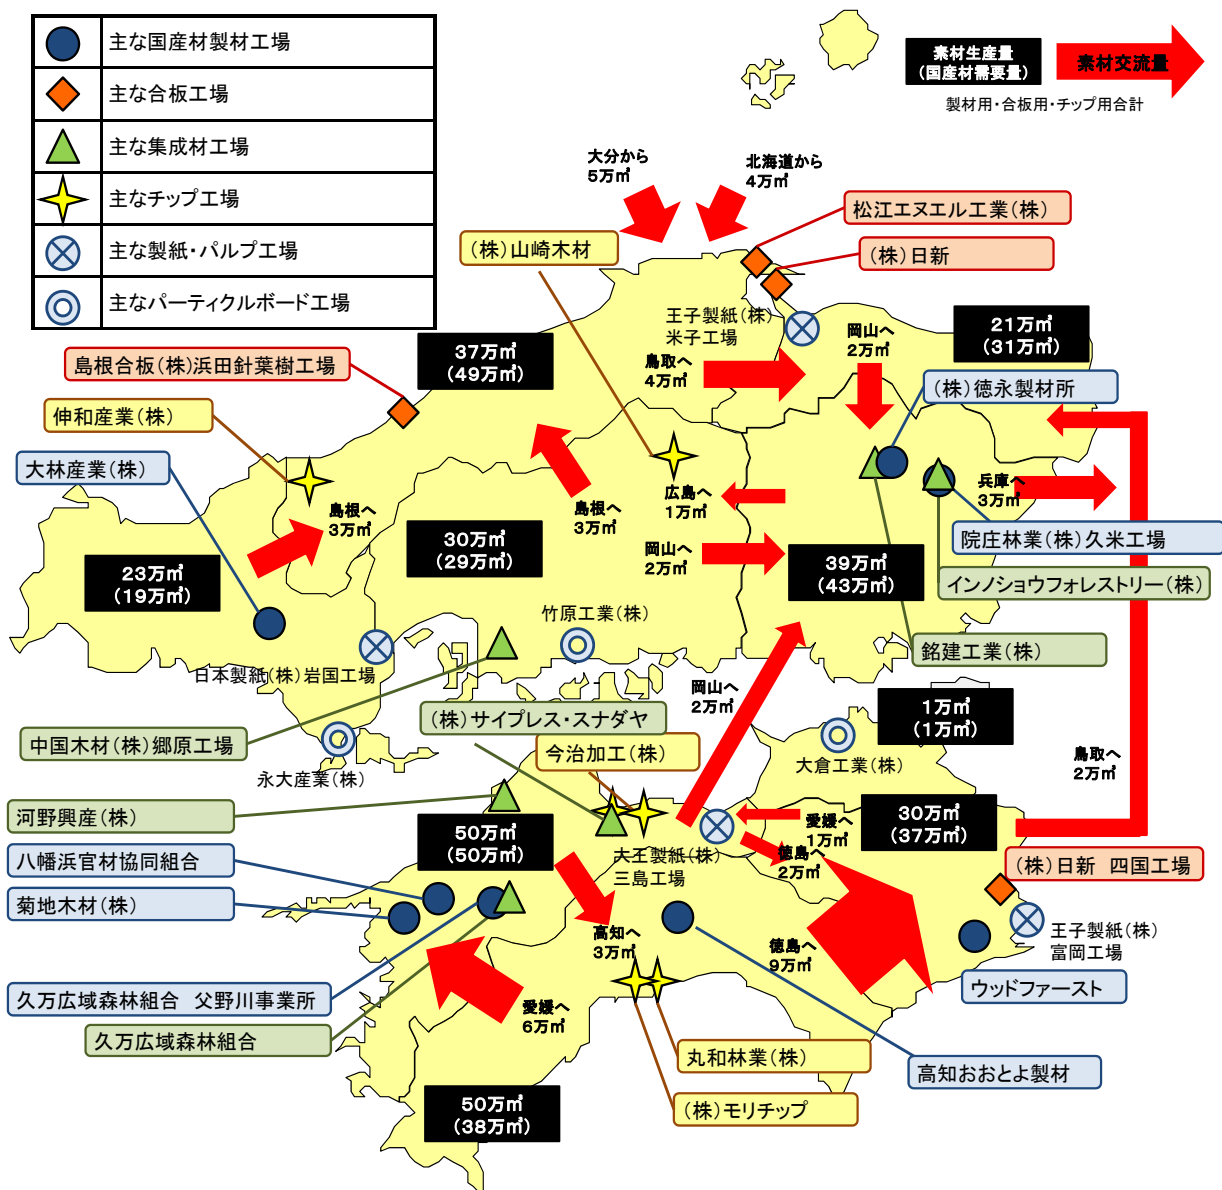 主な国産材製材工場
主な合板工場
主な集成材工場
主なチップ工場
主な製紙・パルプ工場
主なパーティクルボード工場
素材生産量
(国産材需要量)
素材交流量
製材用・合板用・チップ用合計
大分から
5万㎥
北海道から
4万㎥
松江エヌエル工業(株)
(株)日新
(株)山崎木材
王子製紙(株)
米子工場
岡山へ
2万㎥
21万㎥
(31万㎥)
37万㎥
(49万㎥)
鳥取へ
4万㎥
島根合板(株)浜田針葉樹工場
(株)徳永製材所
伸和産業(株)
大林産業(株)
島根へ
3万㎥
島根へ
3万㎥
広島へ
1万㎥
兵庫へ
3万㎥
院庄林業(株)久米工場
30万㎥
(29万㎥)
岡山へ
2万㎥
39万㎥
(43万㎥)
23万㎥
(19万㎥)
インノショウフォレストリー(株)
竹原工業(株)
銘建工業(株)
日本製紙(株)岩国工場
岡山へ
2万㎥
1万㎥
(1万㎥)
(株)サイプレス・スナダヤ
中国木材(株)郷原工場
今治加工(株)
永大産業(株)
大倉工業(株)
鳥取へ
2万㎥
河野興産(株)
50万㎥
(50万㎥)
愛媛へ
1万㎥
30万㎥
(37万㎥)
八幡浜官材協同組合
大王製紙(株)
三島工場
徳島へ
2万㎥
(株)日新 四国工場
菊地木材(株)
高知へ
3万㎥
徳島へ
9万㎥
王子製紙(株)
富岡工場
久万広域森林組合 父野川事業所
ウッドファースト
愛媛へ
6万㎥
久万広域森林組合
丸和林業(株)
高知おおとよ製材
50万㎥
(38万㎥)
(株)モリチップ